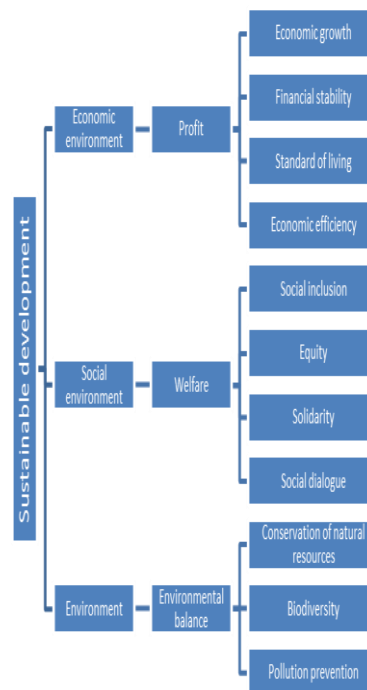 Sustainable development
Economic
environment
Profit
Economic growth
Financial stability
Standard of living
Economic efficiency
Social
environment
Welfare
Social inclusion
Equity
Solidarity
Social dialogue
Environment
Environmental
balance
Conservation of natural
resources
Biodiversity
Pollution prevention